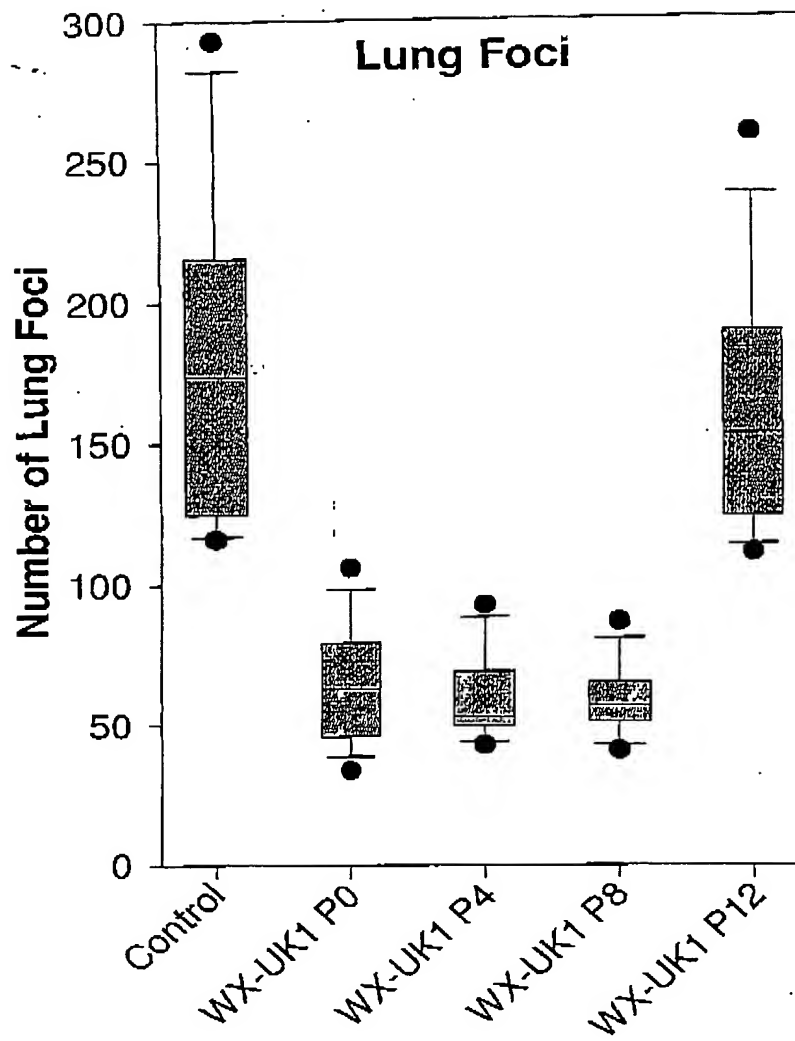 Lung Foci
Number of Lung Foci
300
250
200
150
100
50
0
Control
WX-UK1 P0
WX-UK1 P4
WX-UK1 P8
WX-UK1 P12